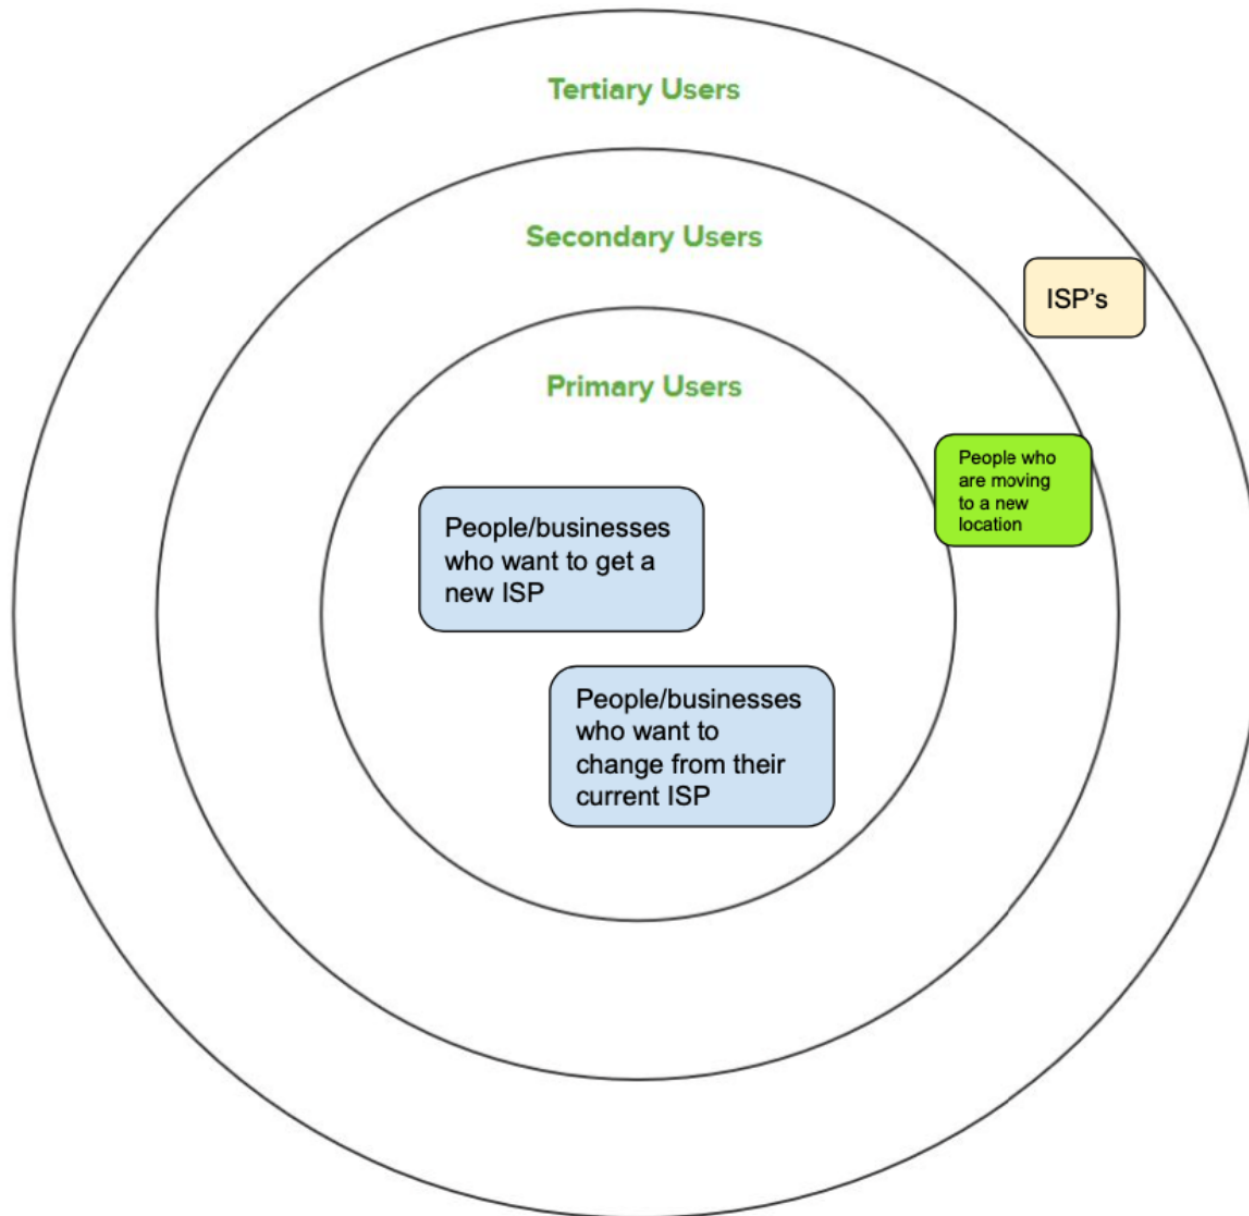 Tertiary Users
Secondary Users
ISP's
Primary Users
People who
are moving
to a new
location
People/businesses
who want to get a
new ISP
People/businesses
who want to
change from their
current ISP